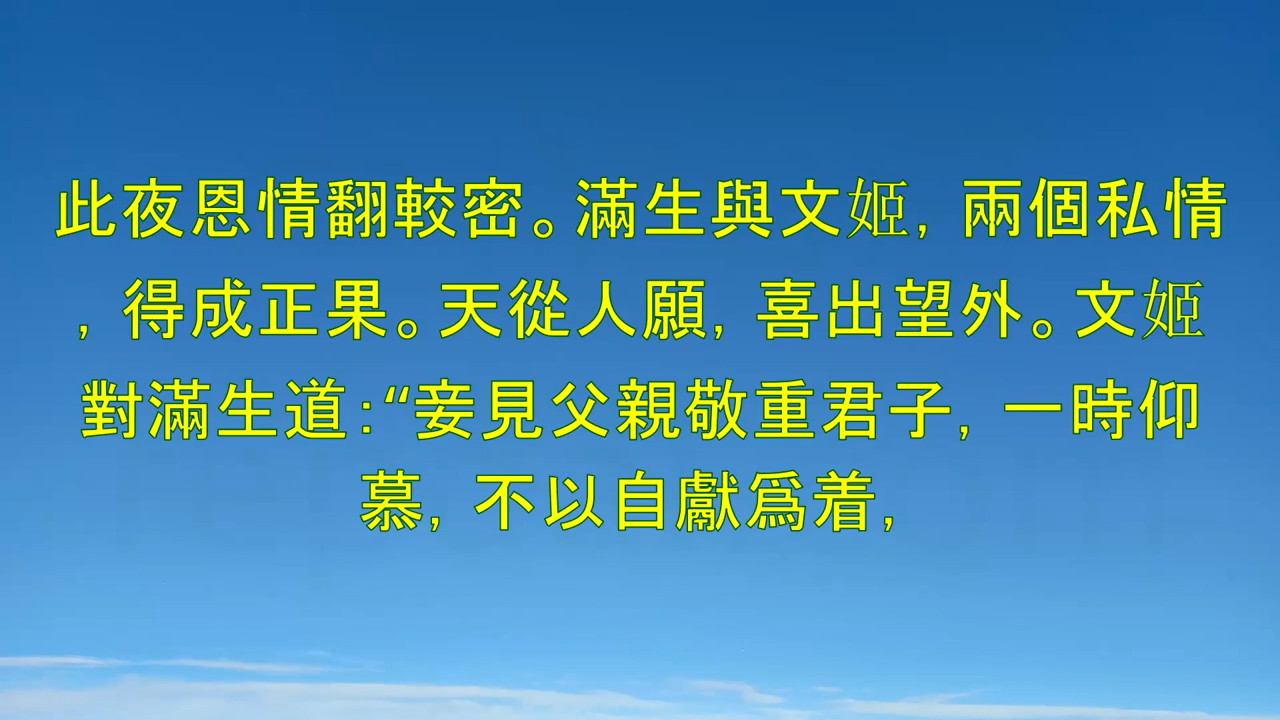 此夜恩情翻較密。滿生與文姬，兩個私情
，得成正果。天從人願，喜出望外。文姬
對滿生道：“妾見父親敬重君子，一時仰
慕，不以自獻爲着，